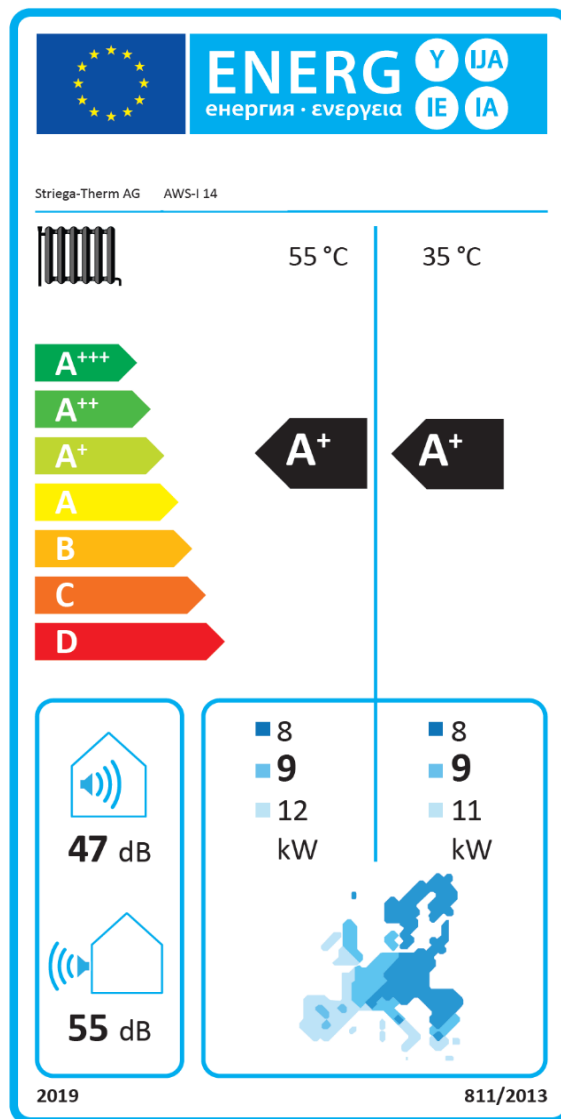 ENERG Y IJA
енергия · ενεργεια IE IA
Striega-Therm AG AWS-I 14
55 °C 35 °C
A+++
A++
A+
A
B
C
D
A+ A+
47 dB
55 dB
8 8
9 9
12 11
kW kW
2019 811/2013